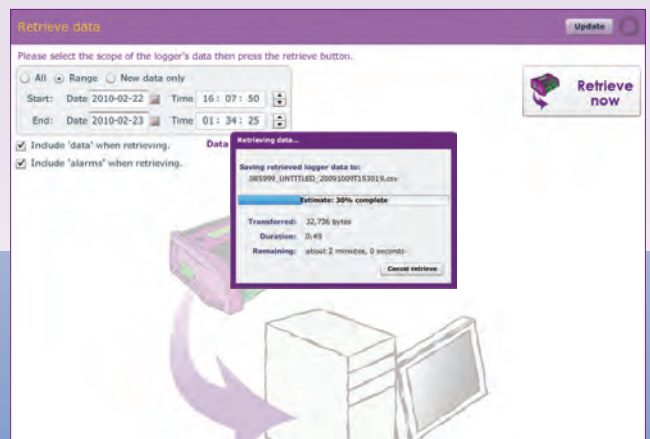 Retrieve data
Update
Please select the scope of the logger's data then press the retrieve button.
All Range New data only
Start: Date 2010-02-22 Time 16: 07: 50
End: Date 2010-02-23 Time 01: 34: 25
Retrieve
now
Include 'data' when retrieving.
Data
Include 'alarms' when retrieving.
Retrieving data...
Saving retrieved logger data to:
085999_UNTITLED_20091009T153019.csv
Estimate: 30% complete
Transferred: 32,736 bytes
Duration: 0:49
Remaining: about 2 minutes, 0 seconds
Cancel retrieve